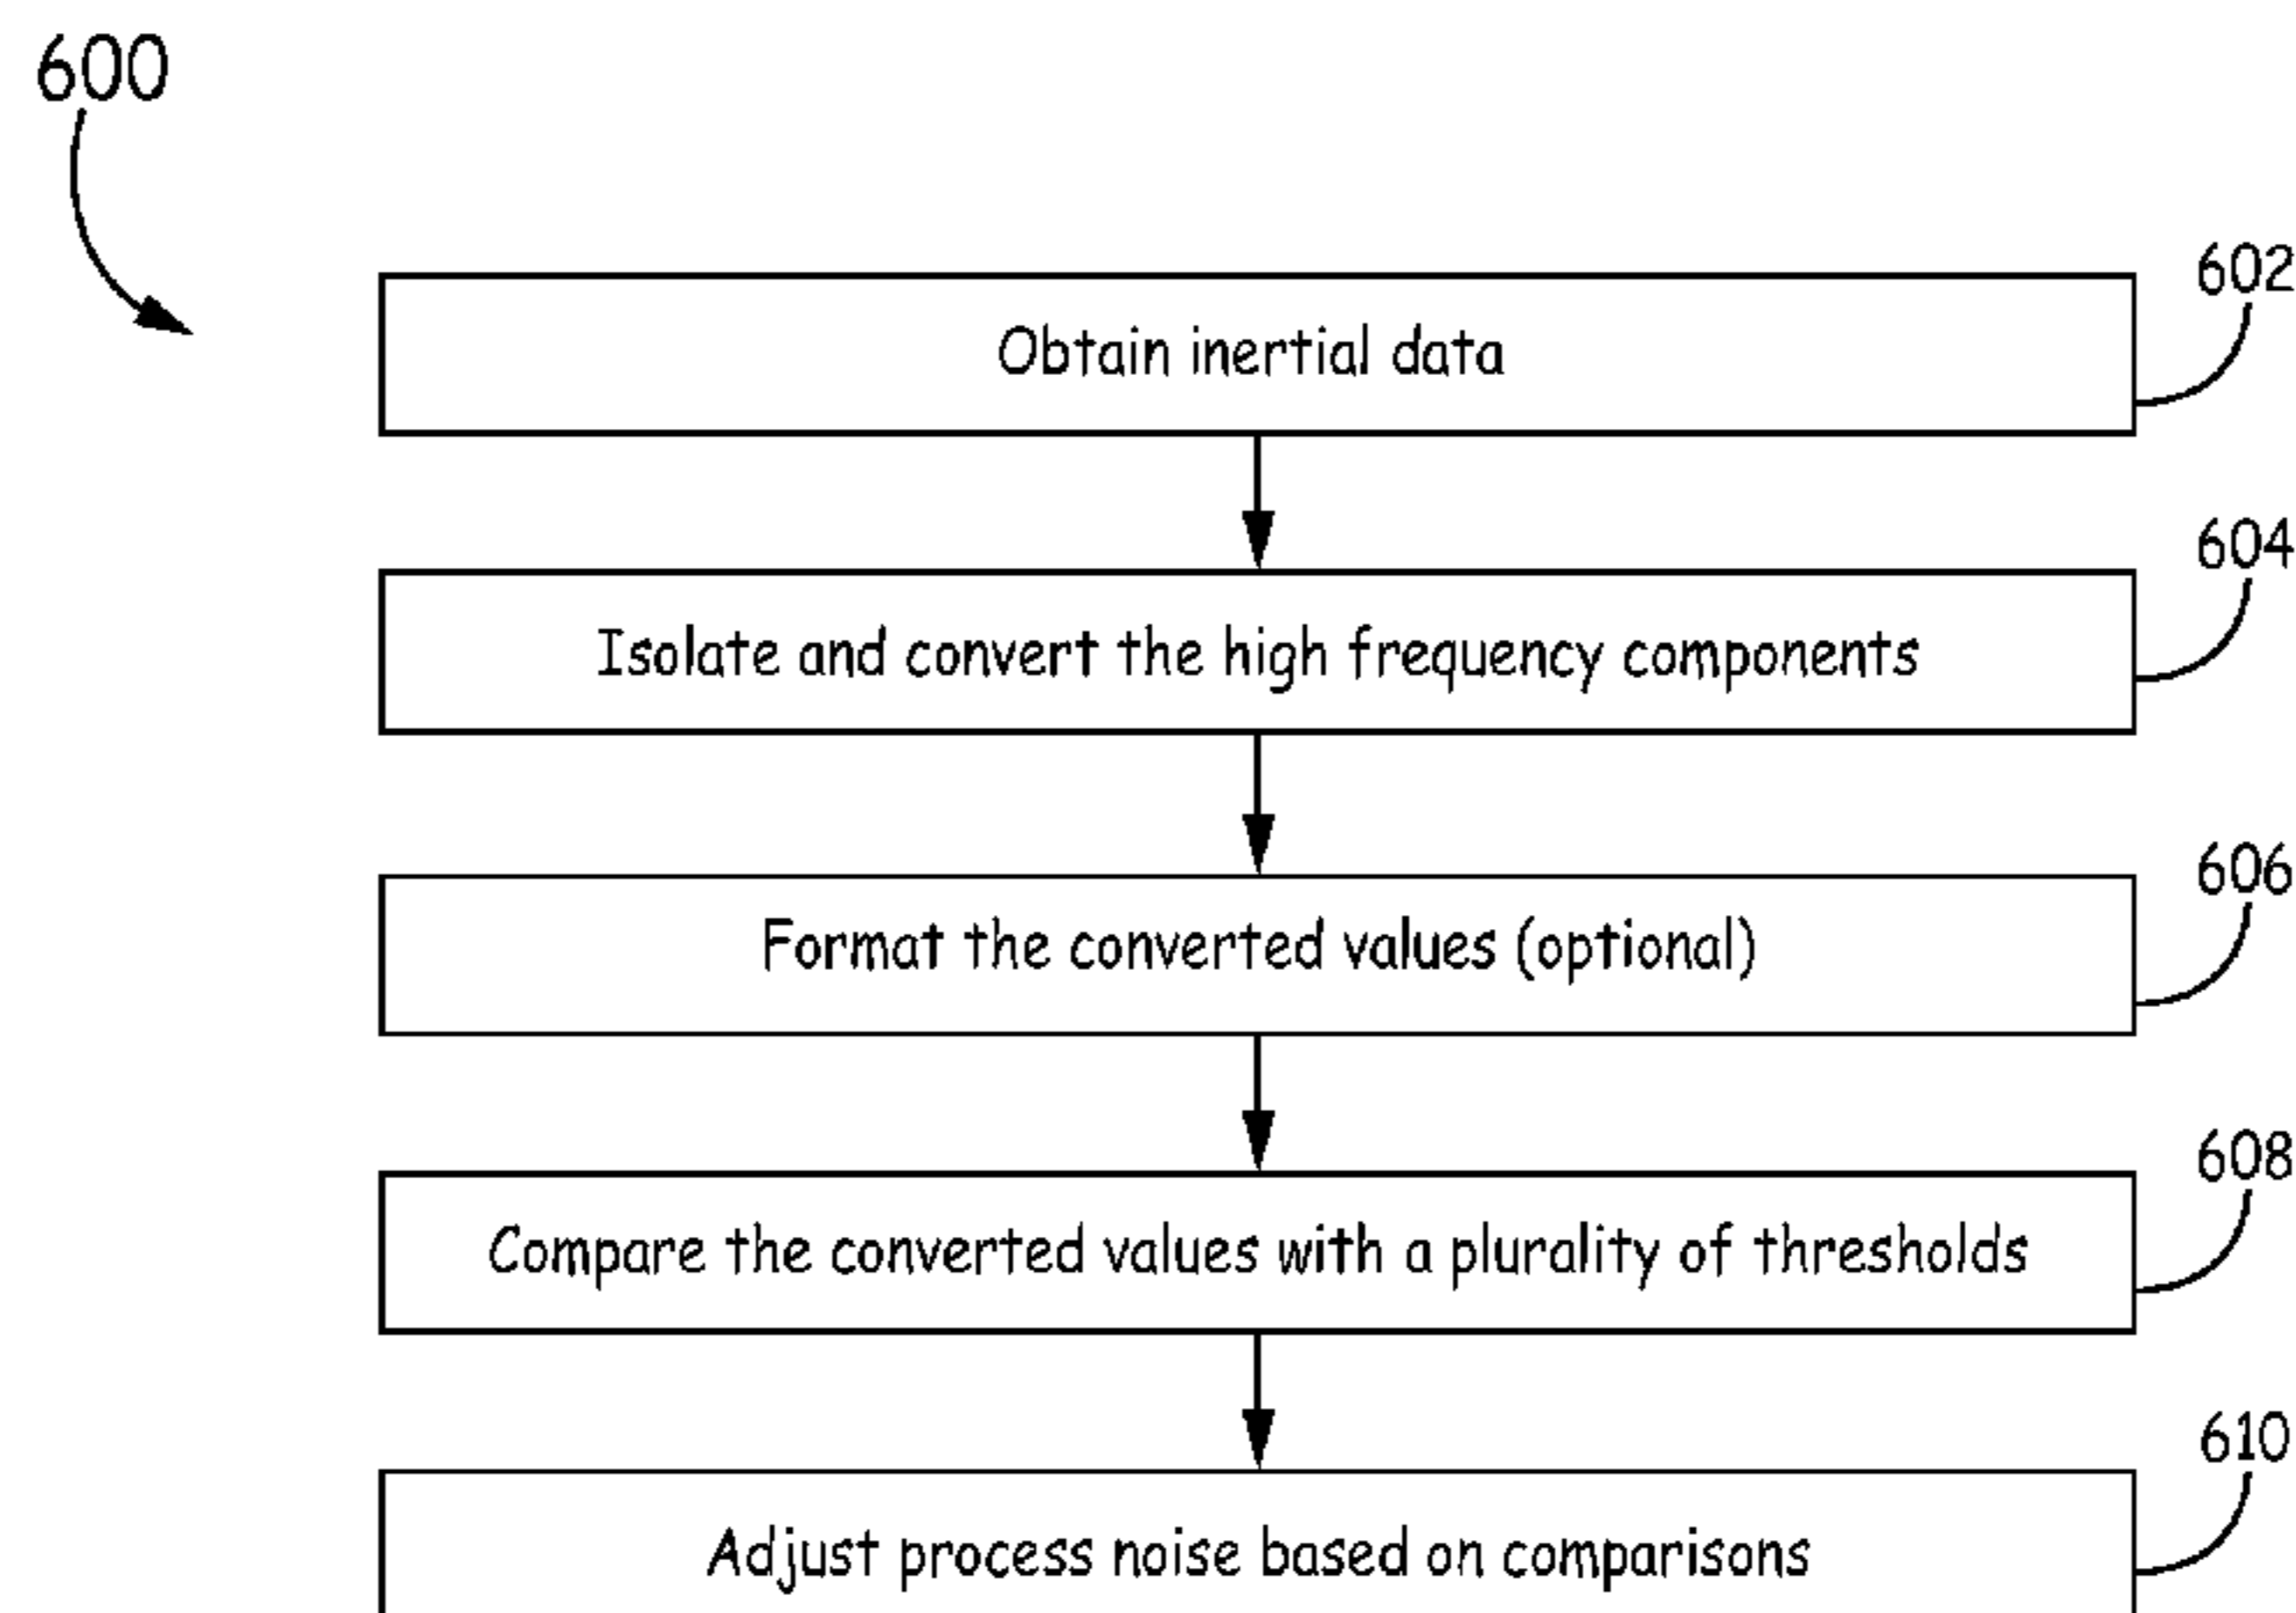 600
602
Obtain inertial data
604
Isolate and convert the high frequency components
606
Format the converted values (optional)
608
Compare the converted values with a plurality of thresholds
610
Adjust process noise based on comparisons